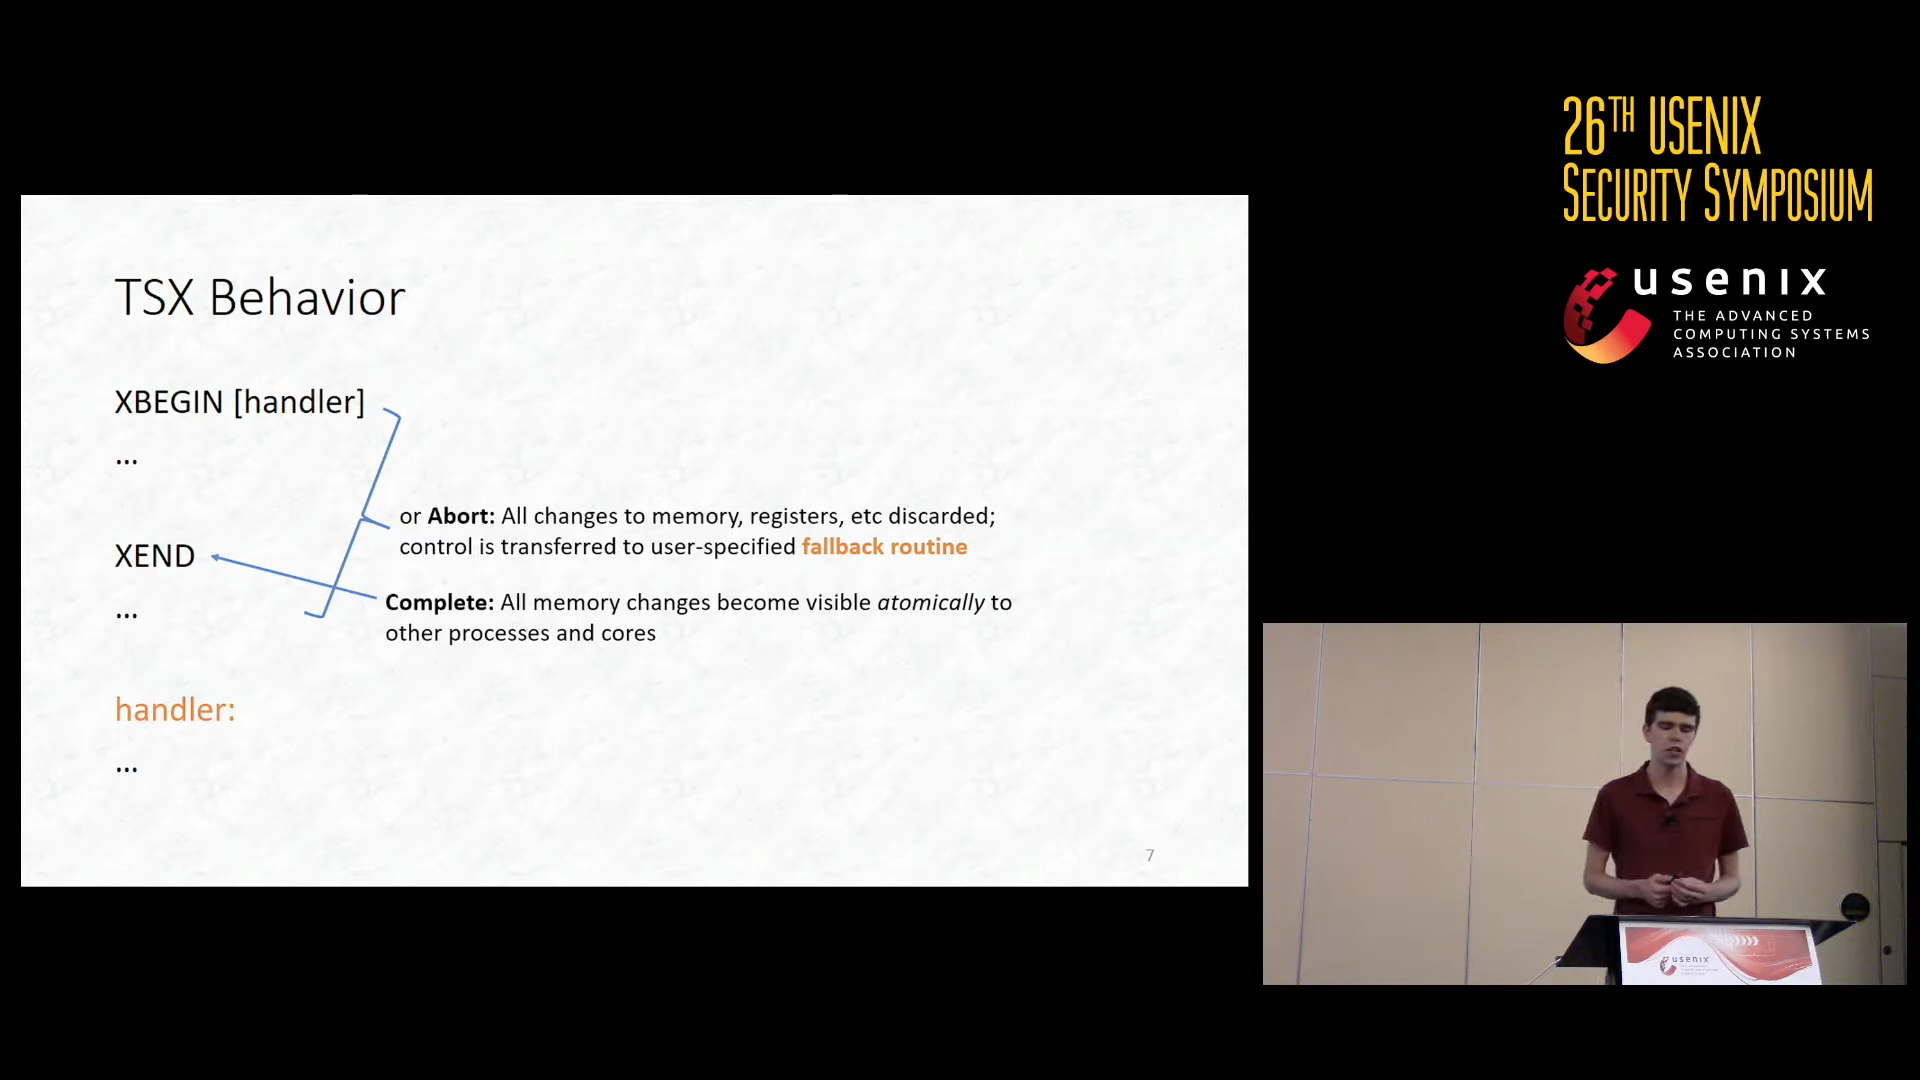 26TH USENIX
SECURITY SYMPOSIUM
usenix
THE ADVANCED
COMPUTING SYSTEMS
ASSOCIATION
TSX Behavior
XBEGIN [handler]
...
or Abort: All changes to memory, registers, etc discarded;
control is transferred to user-specified fallback routine
XEND
...
Complete: All memory changes become visible atomically to
other processes and cores
handler:
...
7
usenix